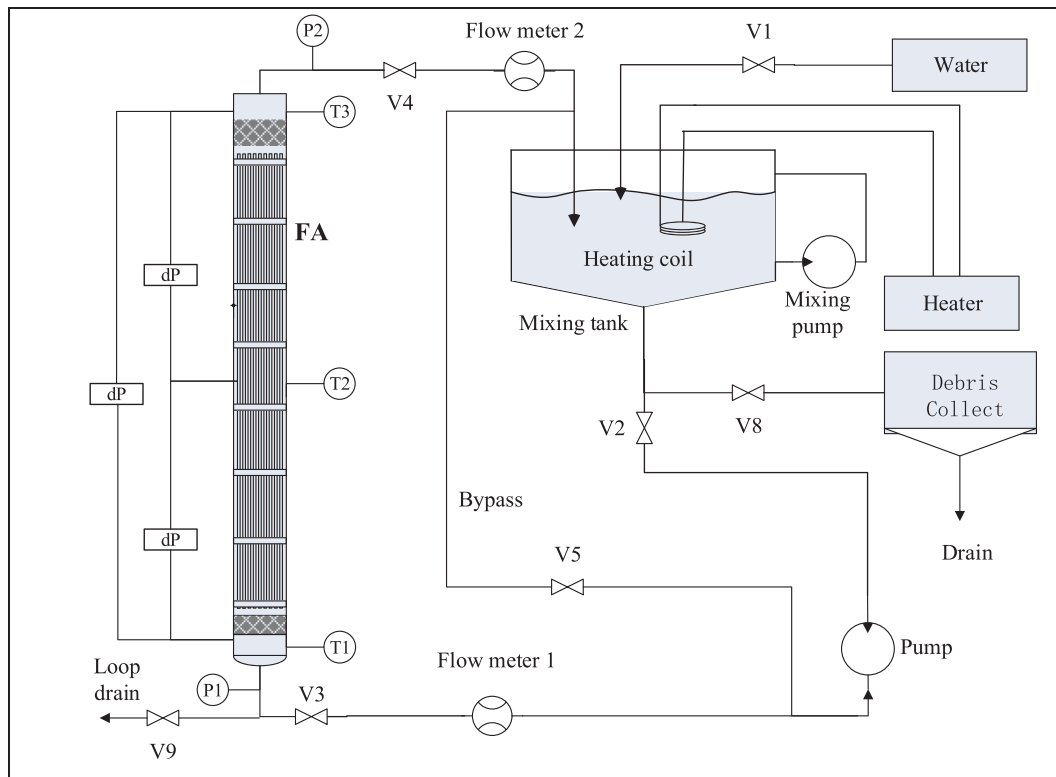 P2
Flow meter 2
V1
Water
V4
T3
FA
dP
Heating coil
Mixing tank
Mixing
pump
Heater
dP
T2
V2
V8
Debris
Collect
Bypass
dP
V5
Drain
T1
Flow meter 1
Pump
Loop
drain
P1
V3
V9